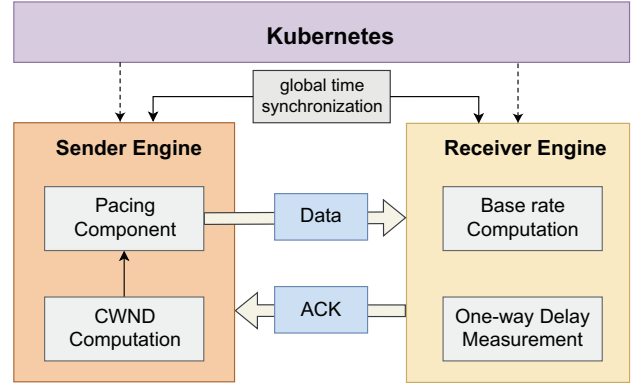 Kubernetes
global time
synchronization
Sender Engine
Receiver Engine
Pacing
Component
Data
Base rate
Computation
CWND
Computation
ACK
One-way Delay
Measurement